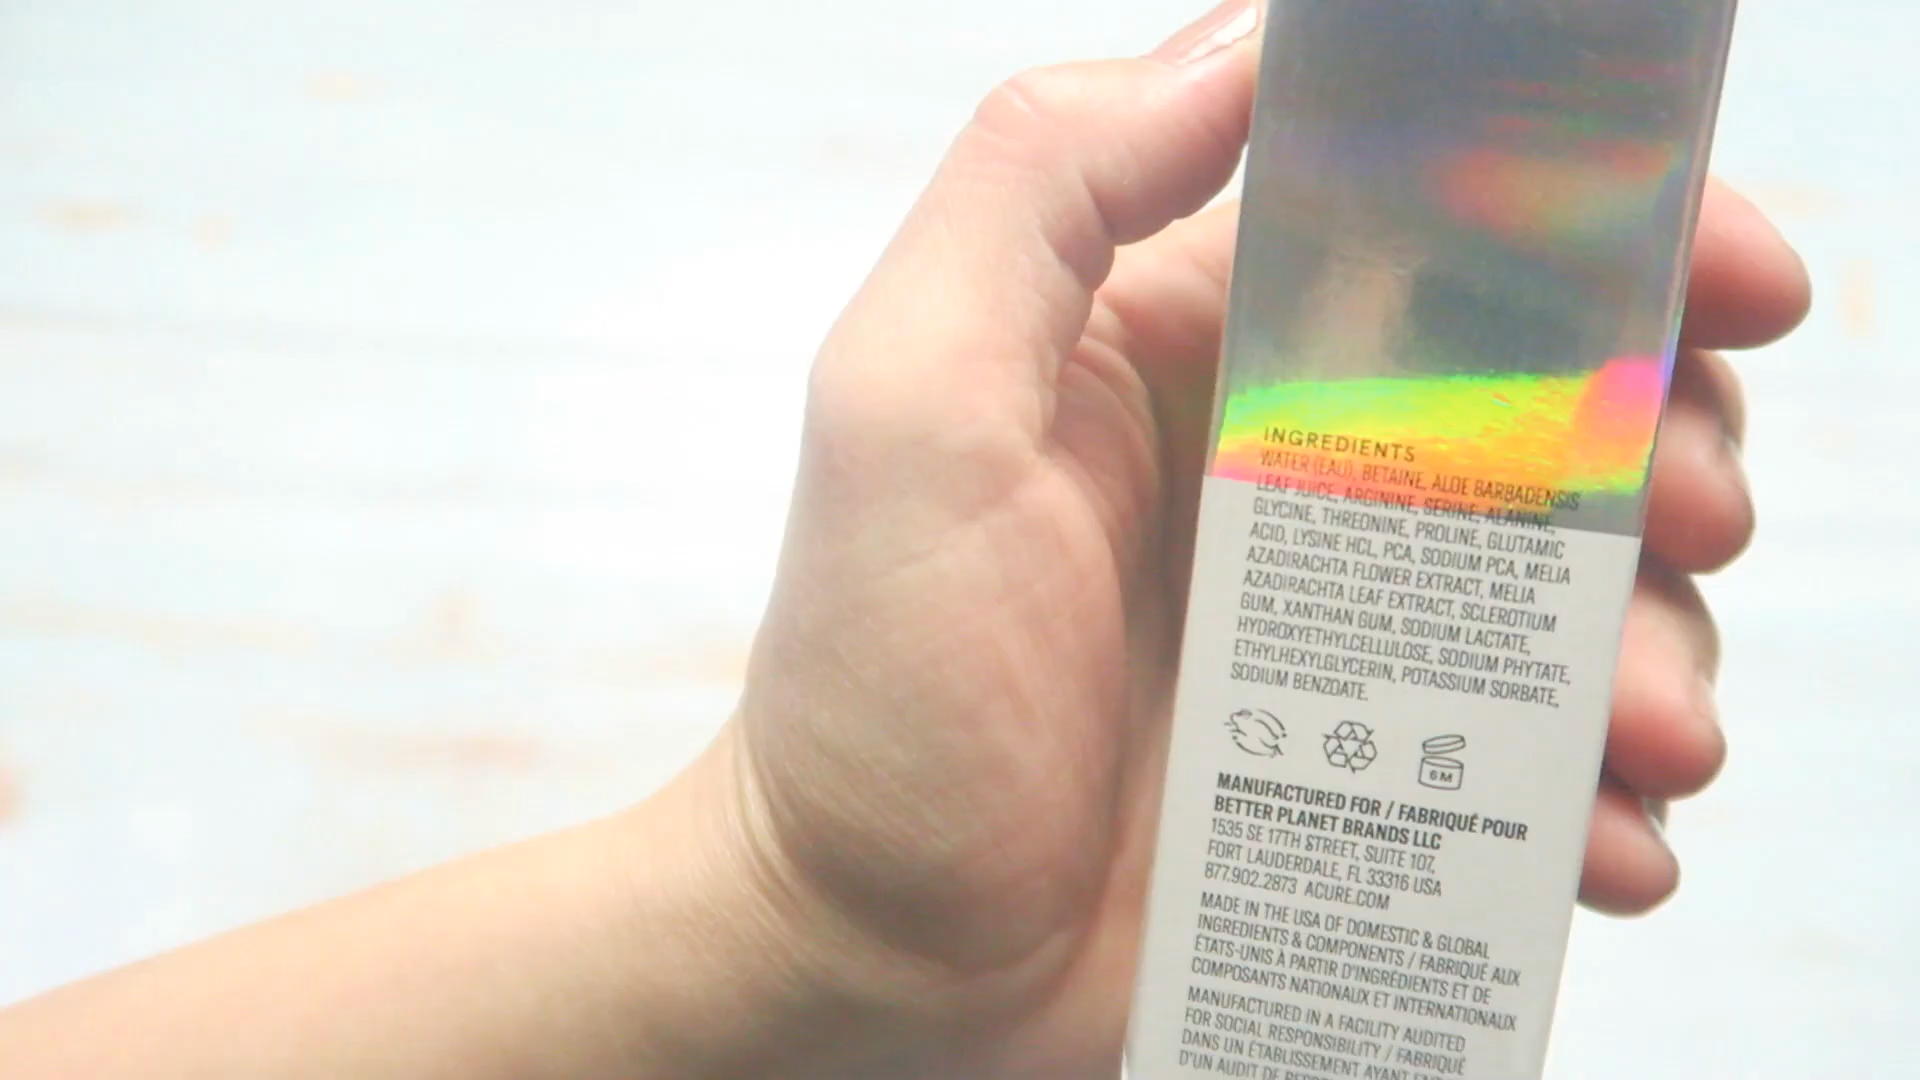 INGREDIENTS
WATER (EAU), BETAINE, ALOE BARBADENSIS
LEAF JUICE, ARGININE, SERINE, ALANINE,
GLYCINE, THREONINE, PROLINE, GLUTAMIC
ACID, LYSINE HCL, PCA, SODIUM PCA, MELIA
AZADIRACHTA FLOWER EXTRACT, MELIA
AZADIRACHTA LEAF EXTRACT, SCLEROTIUM
GUM, XANTHAN GUM, SODIUM LACTATE,
HYDROXYETHYLCELLULOSE, SODIUM PHYTATE,
ETHYLHEXYLGLYCERIN, POTASSIUM SORBATE,
SODIUM BENZOATE.
6M
MANUFACTURED FOR / FABRIQUÉ POUR
BETTER PLANET BRANDS LLC
1535 SE 17TH STREET, SUITE 107,
FORT LAUDERDALE, FL 33316 USA
877.902.2873 ACURE.COM
MADE IN THE USA OF DOMESTIC & GLOBAL
INGREDIENTS & COMPONENTS / FABRIQUÉ AUX
ÉTATS-UNIS À PARTIR D'INGRÉDIENTS ET DE
COMPOSANTS NATIONAUX ET INTERNATIONAUX
MANUFACTURED IN A FACILITY AUDITED
FOR SOCIAL RESPONSIBILITY / FABRIQUÉ
DANS UN ÉTABLISSEMENT AYANT
D'UN AUDIT DE